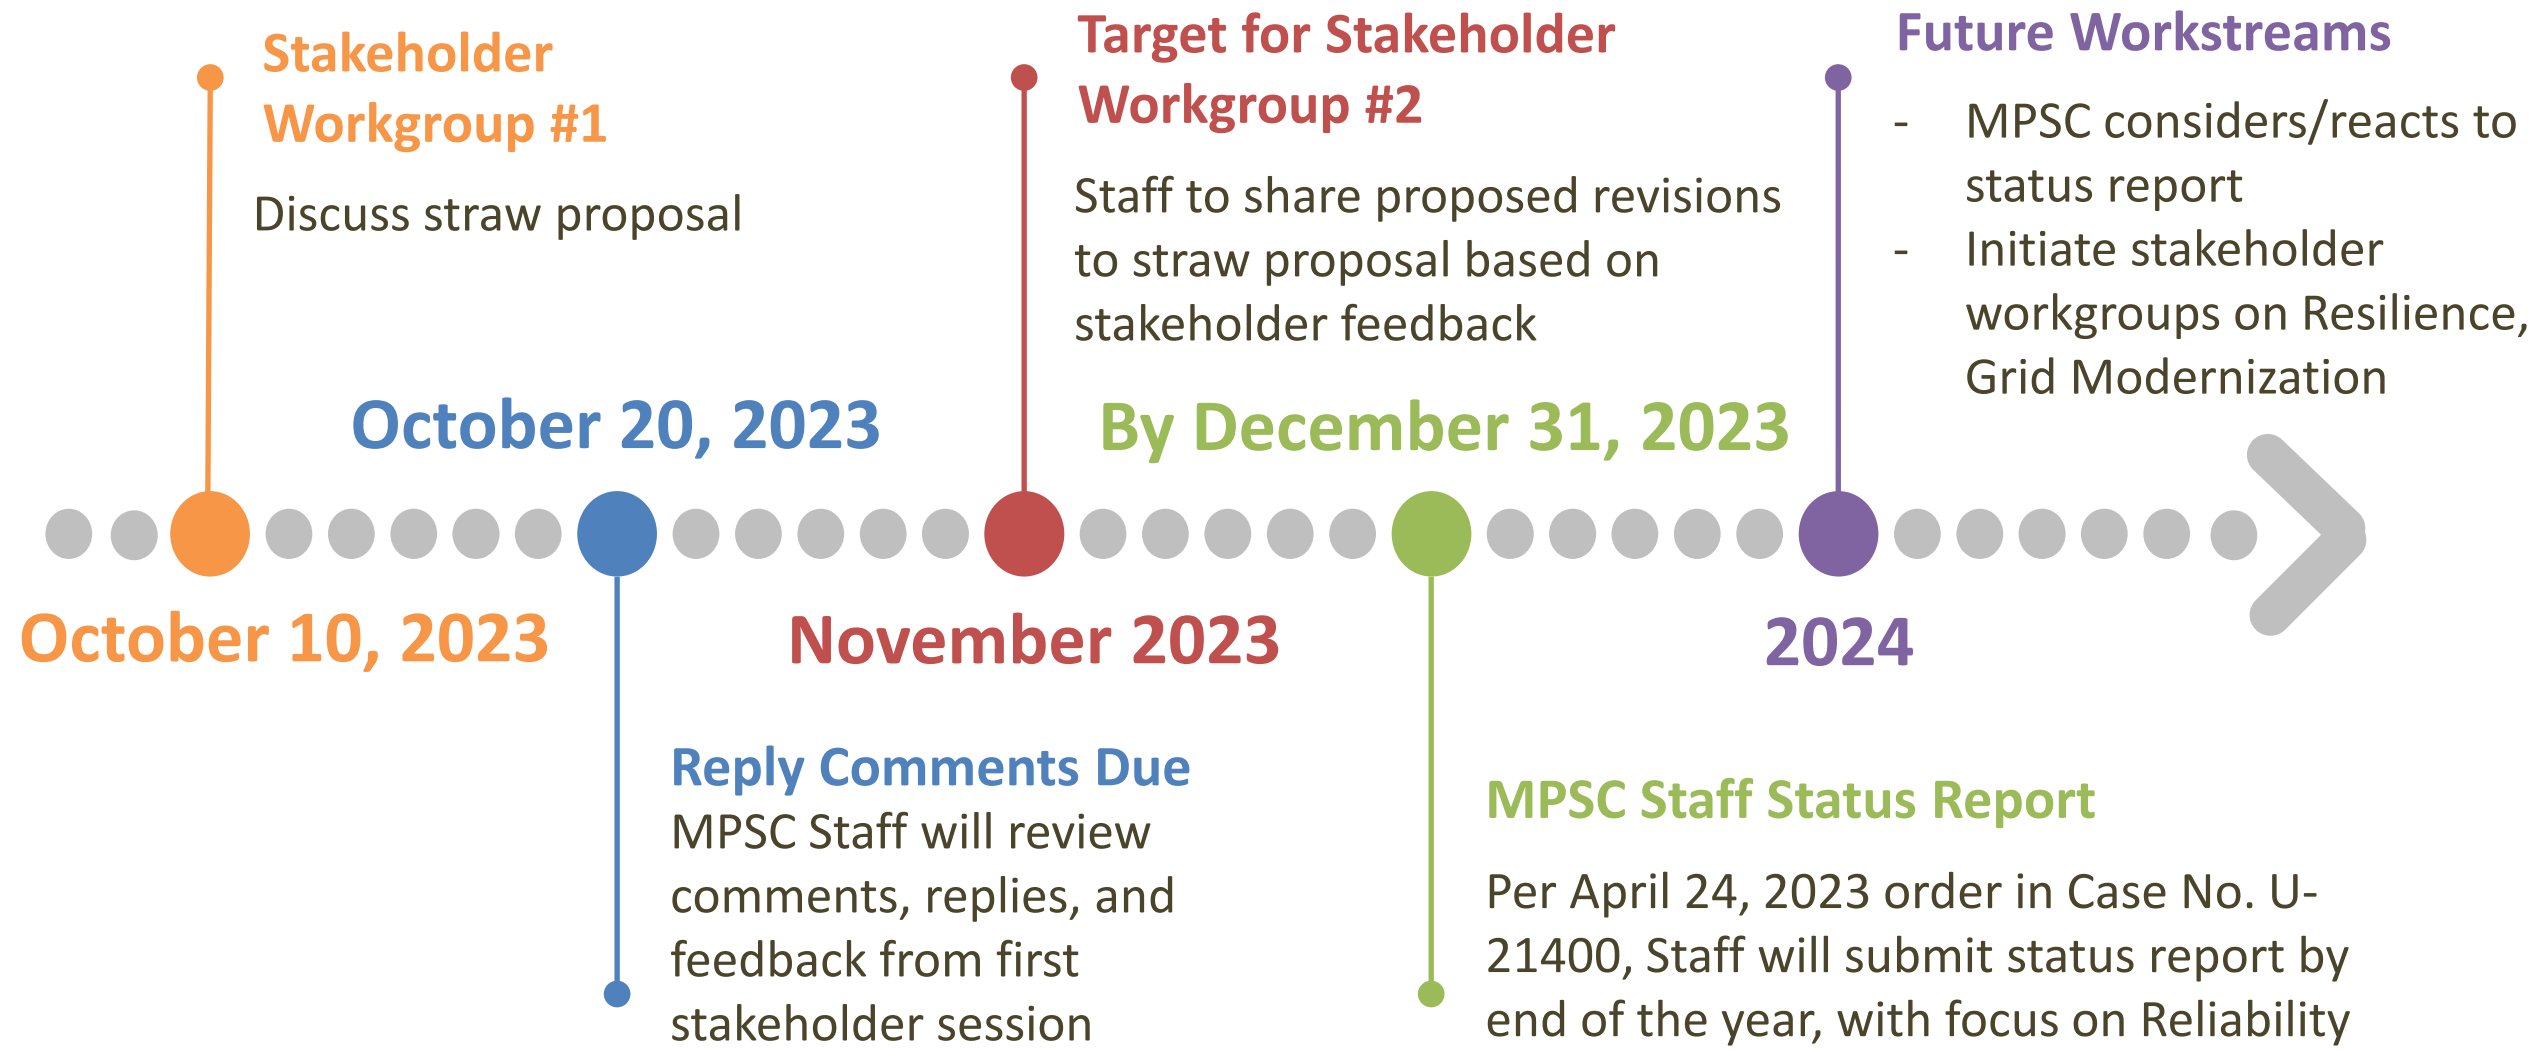 Stakeholder
Workgroup #1
Discuss straw proposal
October 10, 2023
October 20, 2023
Reply Comments Due
MPSC Staff will review
comments, replies, and
feedback from first
stakeholder session
Target for Stakeholder
Workgroup #2
Staff to share proposed revisions
to straw proposal based on
stakeholder feedback
November 2023
By December 31, 2023
MPSC Staff Status Report
Per April 24, 2023 order in Case No. U-
21400, Staff will submit status report by
end of the year, with focus on Reliability
Future Workstreams
- MPSC considers/reacts to
status report
- Initiate stakeholder
workgroups on Resilience,
Grid Modernization
2024